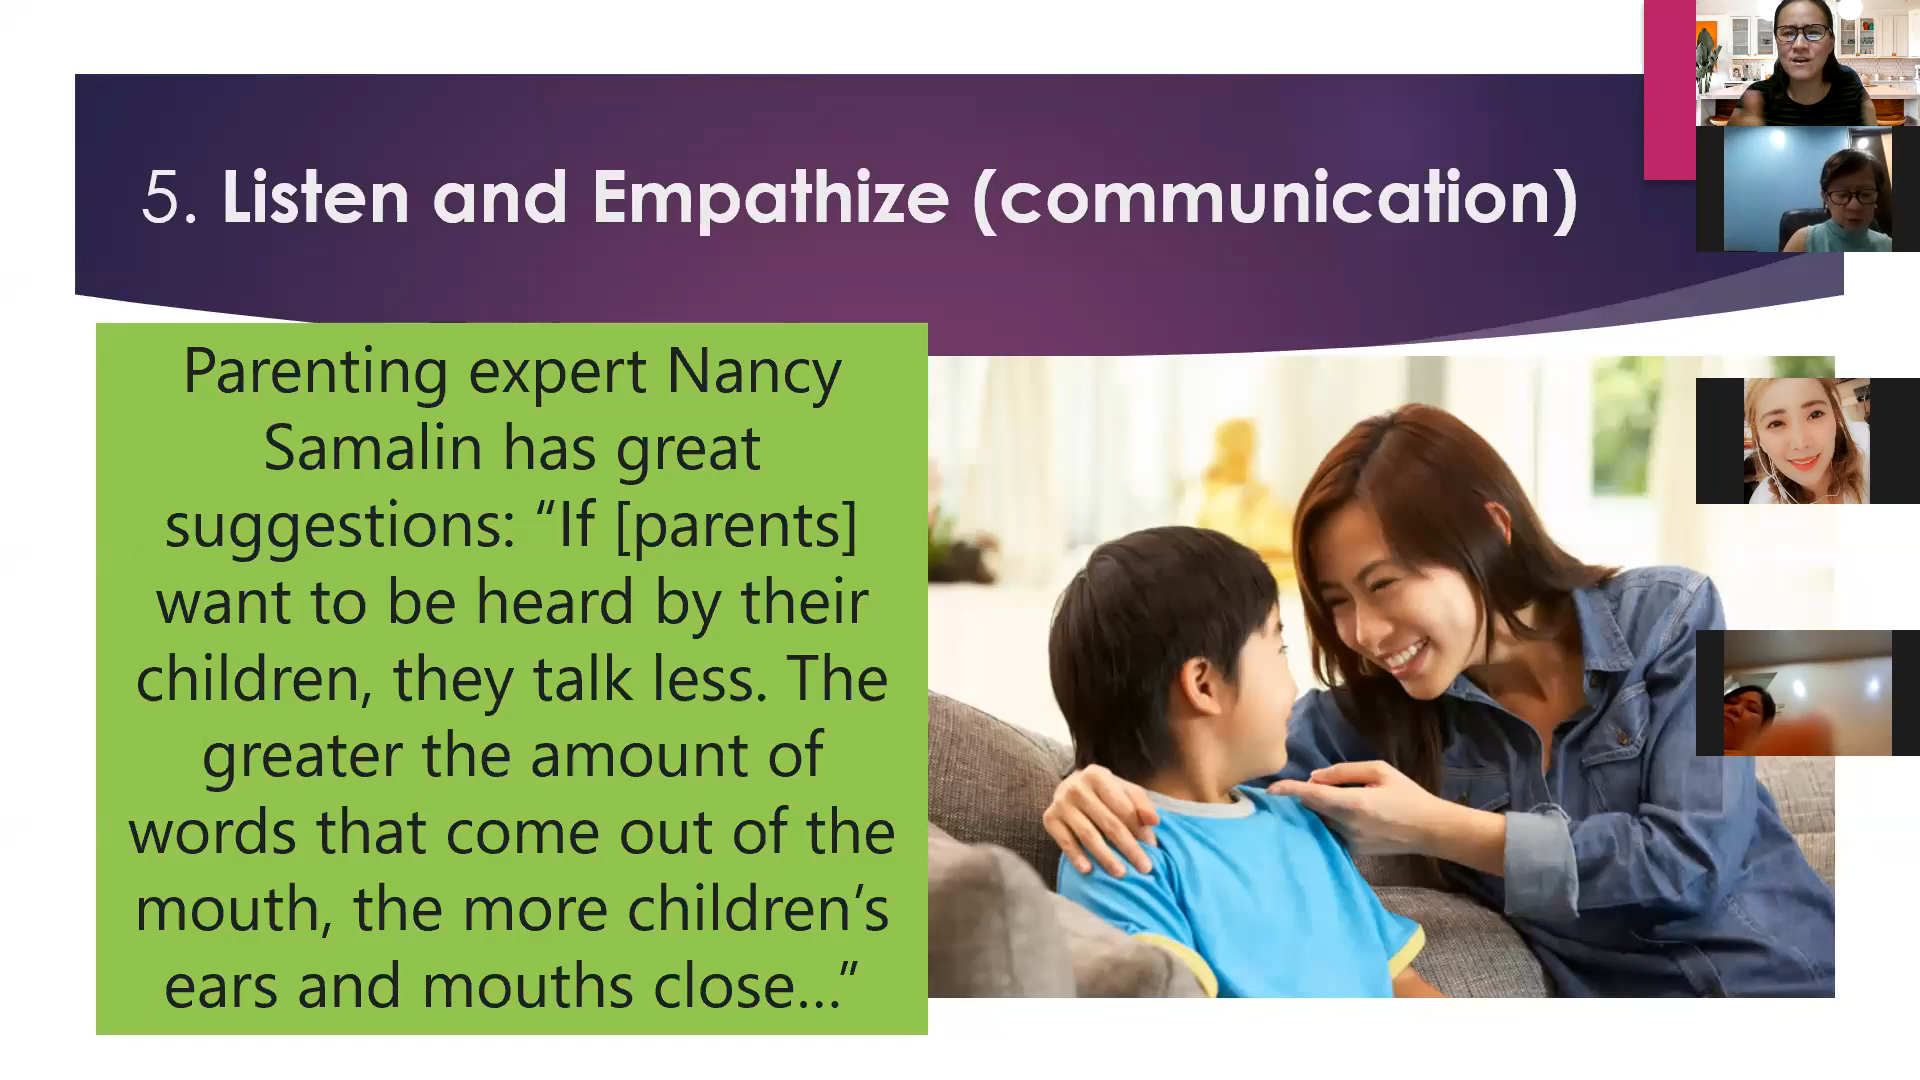 5. Listen and Empathize (communication)
Parenting expert Nancy
Samalin has great
suggestions: “If [parents]
want to be heard by their
children, they talk less. The
greater the amount of
words that come out of the
mouth, the more children’s
ears and mouths close...”